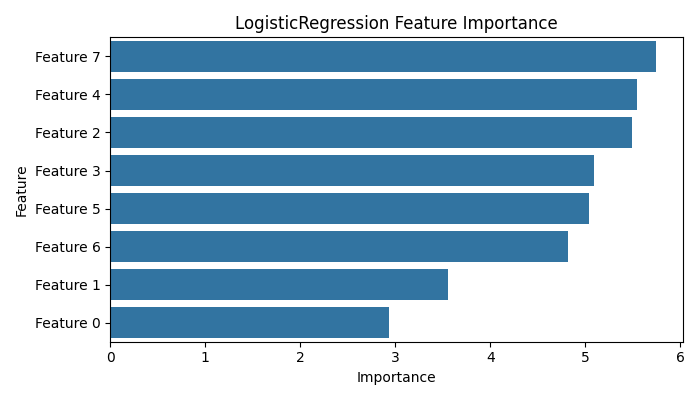 LogisticRegression Feature Importance
Feature 7
Feature 4
Feature 2
Feature 3
Feature 5
Feature 6
Feature 1
Feature 0
Feature
0 1 2 3 4 5 6
Importance